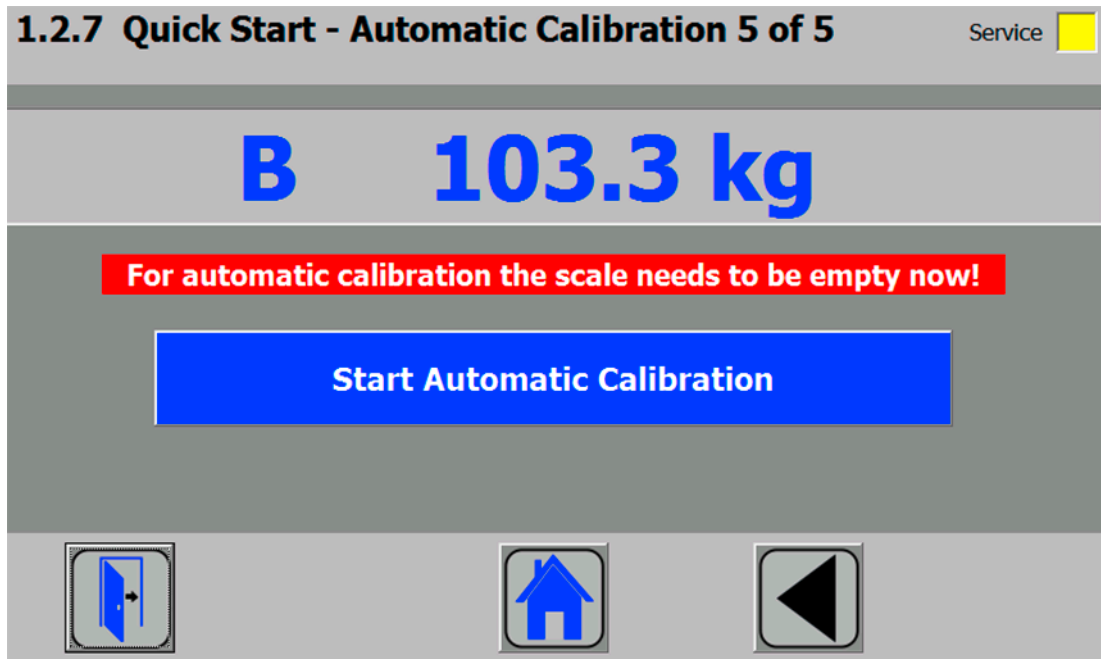 1.2.7 Quick Start - Automatic Calibration 5 of 5
Service
B 103.3 kg
For automatic calibration the scale needs to be empty now!
Start Automatic Calibration